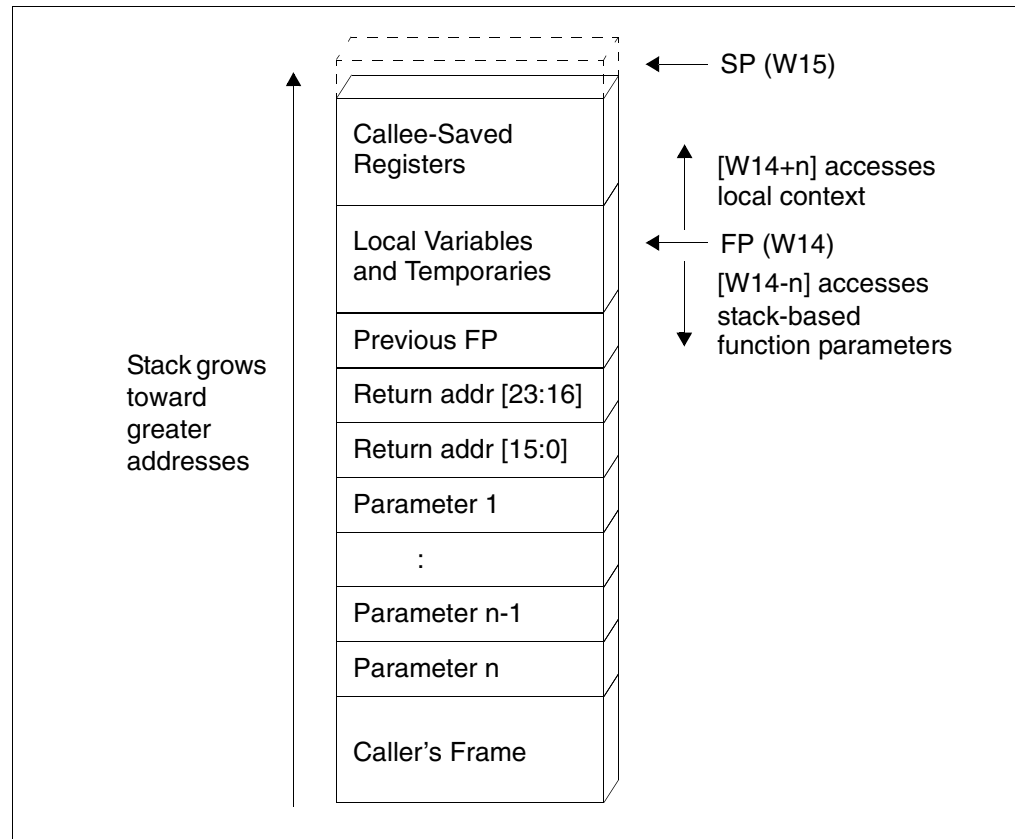 SP (W15)
Callee-Saved
Registers
[W14+n] accesses
local context
Local Variables
and Temporaries
FP (W14)
[W14-n] accesses
stack-based
function parameters
Previous FP
Stack grows
toward
greater
addresses
Return addr [23:16]
Return addr [15:0]
Parameter 1
:
Parameter n-1
Parameter n
Caller's Frame